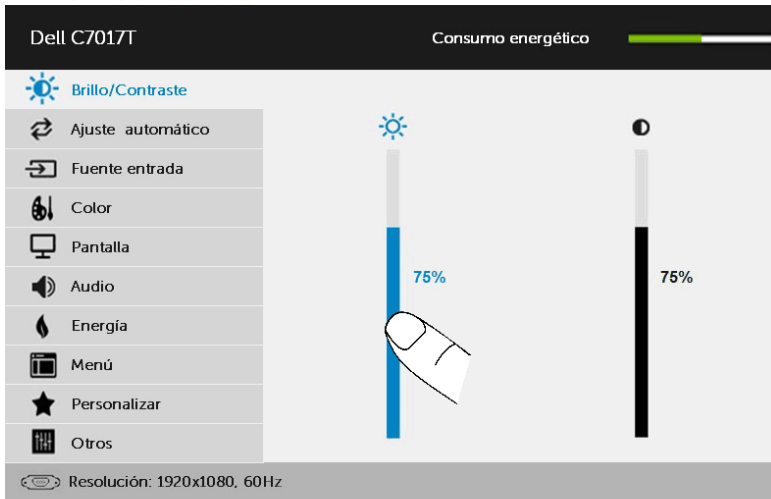 Dell C7017T
Consumo energético
Brillo/Contraste
Ajuste automático
Fuente entrada
Color
Pantalla
Audio
Energía
Menú
Personalizar
Otros
75%
75%
Resolución: 1920x1080, 60Hz